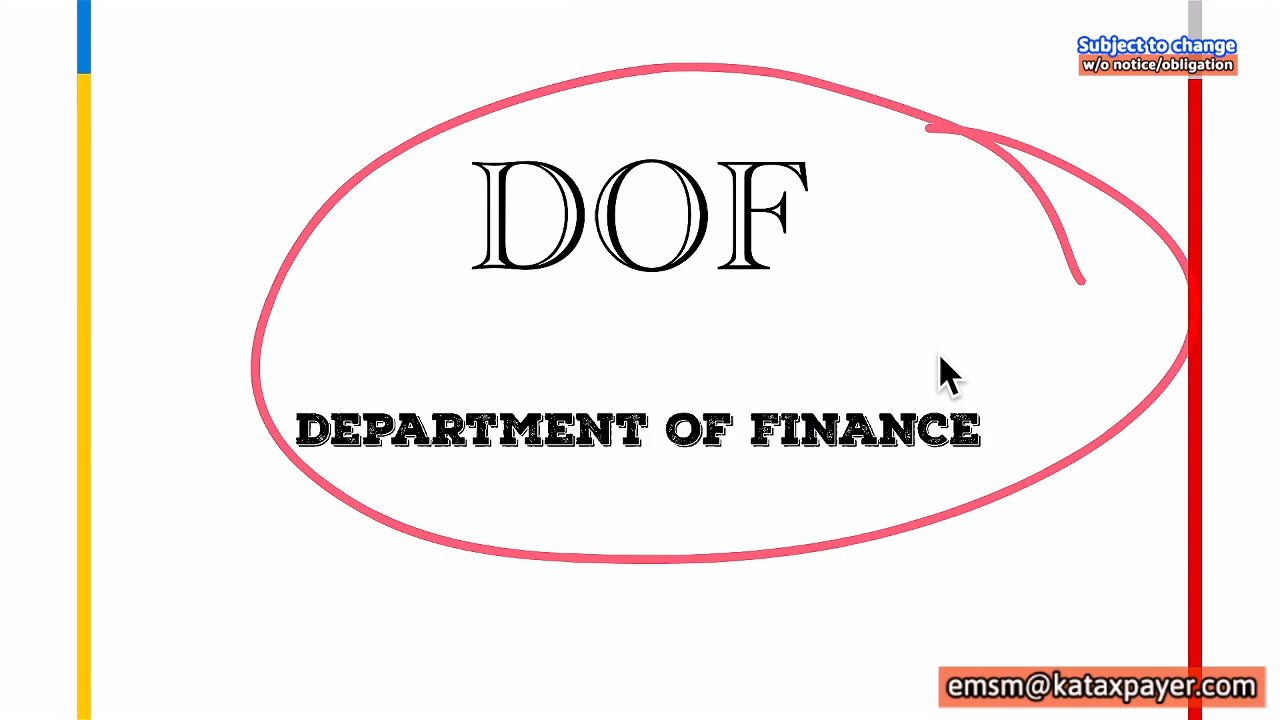 Subject to change
w/o notice/obligation
DOF
DEPARTMENT OF FINANCE
emsm@kataxpayer.com